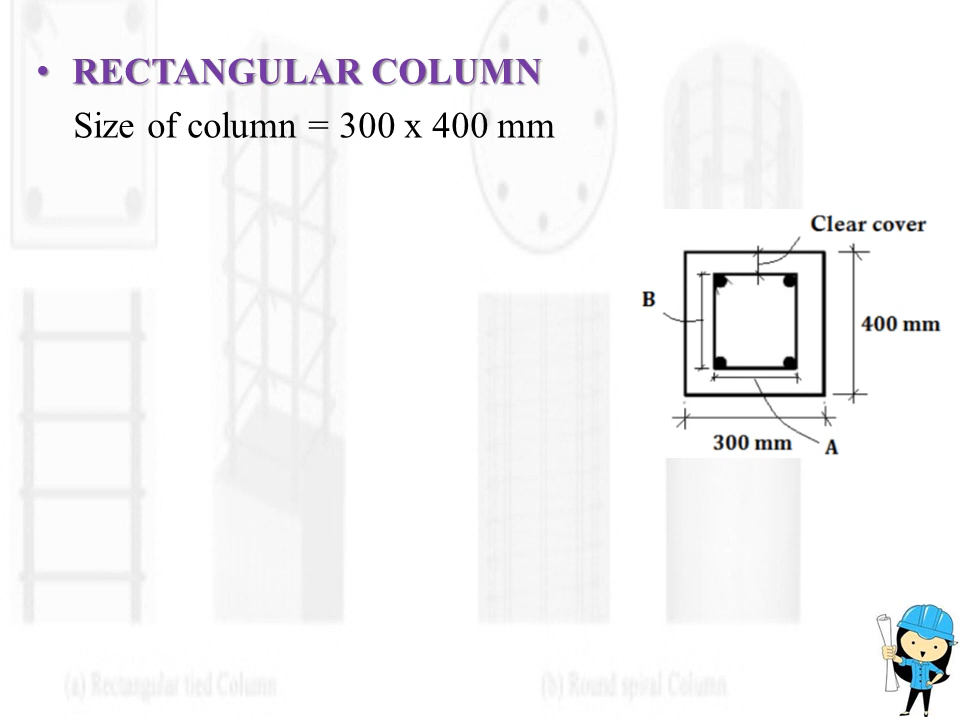 • RECTANGULAR COLUMN
Size of column = 300 x 400 mm
Clear cover
B
400 mm
300 mm
A
(a) Rectangular tied Column
(b) Round spiral Column